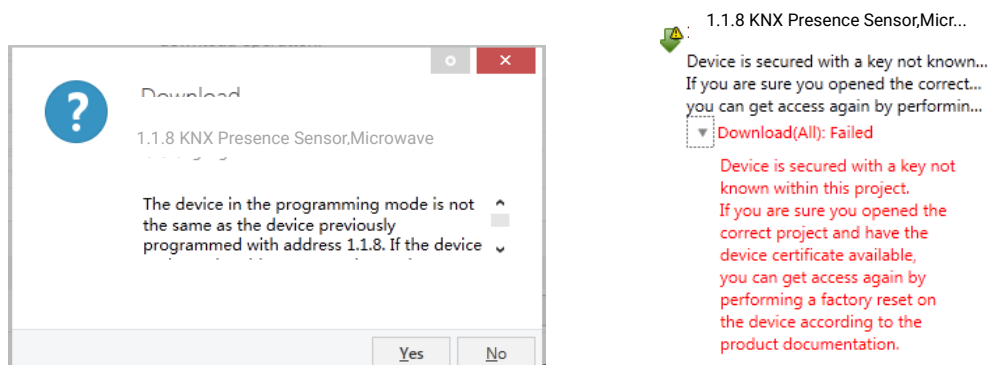 Download
1.1.8 KNX Presence Sensor,Microwave
The device in the programming mode is not
the same as the device previously
programmed with address 1.1.8. If the device
Yes
No
1.1.8 KNX Presence Sensor,Micr...
Device is secured with a key not known...
If you are sure you opened the correct...
you can get access again by performin...
Download(All): Failed
Device is secured with a key not
known within this project.
If you are sure you opened the
correct project and have the
device certificate available,
you can get access again by
performing a factory reset on
the device according to the
product documentation.